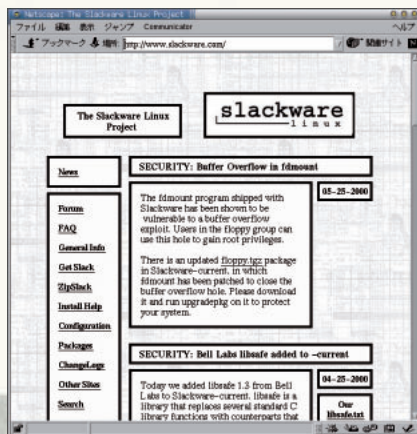 Netscape: The Slackware Linux Project
ファイル 編集 表示 ジャンプ Communicator ヘルプ
ブックマーク 場所: http://www.slackware.com/ 関連サイト
The Slackware Linux
Project
slackware
linux
News
Forum
FAQ
General Info
Get Slack
ZipSlack
Install Help
Configuration
Packages
ChangeLogs
Other Sites
Search
SECURITY: Buffer Overflow in fdmount
05-25-2000
The fdmount program shipped with
Slackware has been shown to be
vulnerable to a buffer overflow
exploit. Users in the floppy group can
use this hole to gain root privileges.
There is an updated floppy.tgz package
in Slackware-current, in which
fdmount has been patched to close the
buffer overflow hole. Please download
it and run upgradepkg on it to protect
your system.
SECURITY: Bell Labs libsafe added to -current
04-25-2000
Today we added libsafe 1.3 from Bell
Labs to Slackware-current. libsafe is a
library that replaces several standard C
library functions with counterparts that
Our
libsafe.txt